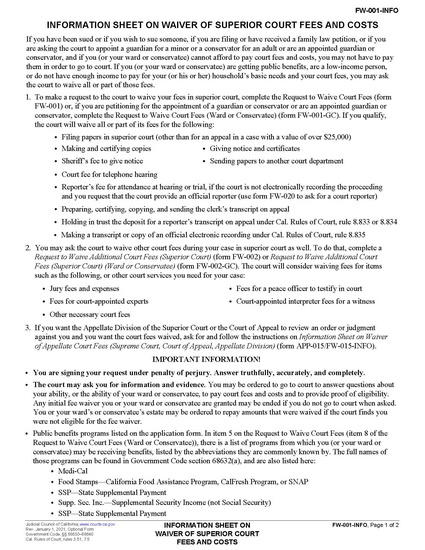 FW-001-INFO
INFORMATION SHEET ON WAIVER OF SUPERIOR COURT FEES AND COSTS
If you have been sued or if you wish to sue someone, if you are filing or have received a family law petition, or if you
are asking the court to appoint a guardian for a minor or a conservator for an adult or are an appointed guardian or
conservator, and if you (or your ward or conservatee) cannot afford to pay court fees and costs, you may not have to pay
them in order to go to court. If you (or your ward or conservatee) are getting public benefits, are a low-income person,
or do not have enough income to pay for your (or his or her) household's basic needs and your court fees, you may ask
the court to waive all or part of those fees.
1. To make a request to the court to waive your fees in superior court, complete the Request to Waive Court Fees (form
FW-001) or, if you are petitioning for the appointment of a guardian or conservator or are an appointed guardian or
conservator, complete the Request to Waive Court Fees (Ward or Conservatee) (form FW-001-GC). If you qualify,
the court will waive all or part of its fees for the following:
• Filing papers in superior court (other than for an appeal in a case with a value of over $25,000)
• Making and certifying copies • Giving notice and certificates
• Sheriff's fee to give notice • Sending papers to another court department
• Court fee for telephone hearing
• Reporter's fee for attendance at hearing or trial, if the court is not electronically recording the proceeding
and you request that the court provide an official reporter (use form FW-020 to ask for a court reporter)
• Preparing, certifying, copying, and sending the clerk's transcript on appeal
• Holding in trust the deposit for a reporter's transcript on appeal under Cal. Rules of Court, rule 8.833 or 8.834
• Making a transcript or copy of an official electronic recording under Cal. Rules of Court, rule 8.835
2. You may ask the court to waive other court fees during your case in superior court as well. To do that, complete a
Request to Waive Additional Court Fees (Superior Court) (form FW-002) or Request to Waive Additional Court
Fees (Superior Court) (Ward or Conservatee) (form FW-002-GC). The court will consider waiving fees for items
such as the following, or other court services you need for your case:
• Jury fees and expenses • Fees for a peace officer to testify in court
• Fees for court-appointed experts • Court-appointed interpreter fees for a witness
• Other necessary court fees
3. If you want the Appellate Division of the Superior Court or the Court of Appeal to review an order or judgment
against you and you want the court fees waived, ask for and follow the instructions on Information Sheet on Waiver
of Appellate Court Fees (Supreme Court, Court of Appeal, Appellate Division) (form APP-015/FW-015-INFO).
IMPORTANT INFORMATION!
• You are signing your request under penalty of perjury. Answer truthfully, accurately, and completely.
• The court may ask you for information and evidence. You may be ordered to go to court to answer questions about
your ability, or the ability of your ward or conservatee, to pay court fees and costs and to provide proof of eligibility.
Any initial fee waiver you or your ward or conservatee are granted may be ended if you do not go to court when asked.
You or your ward's or conservatee's estate may be ordered to repay amounts that were waived if the court finds you
were not eligible for the fee waiver.
• Public benefits programs listed on the application form. In item 5 on the Request to Waive Court Fees (item 8 of the
Request to Waive Court Fees (Ward or Conservatee)), there is a list of programs from which you (or your ward or
conservatee) may be receiving benefits, listed by the abbreviations they are commonly known by. The full names of
those programs can be found in Government Code section 68632(a), and are also listed here:
• Medi-Cal
• Food Stamps—California Food Assistance Program, CalFresh Program, or SNAP
• SSP—State Supplemental Payment
• Supp. Sec. Inc.—Supplemental Security Income (not Social Security)
• SSP—State Supplemental Payment
Judicial Council of California, www.courts.ca.gov
Rev. January 1, 2021, Optional Form
Government Code, §§ 68630–68640
Cal. Rules of Court, rules 3.51, 7.5
INFORMATION SHEET ON
WAIVER OF SUPERIOR COURT
FEES AND COSTS
FW-001-INFO, Page 1 of 2